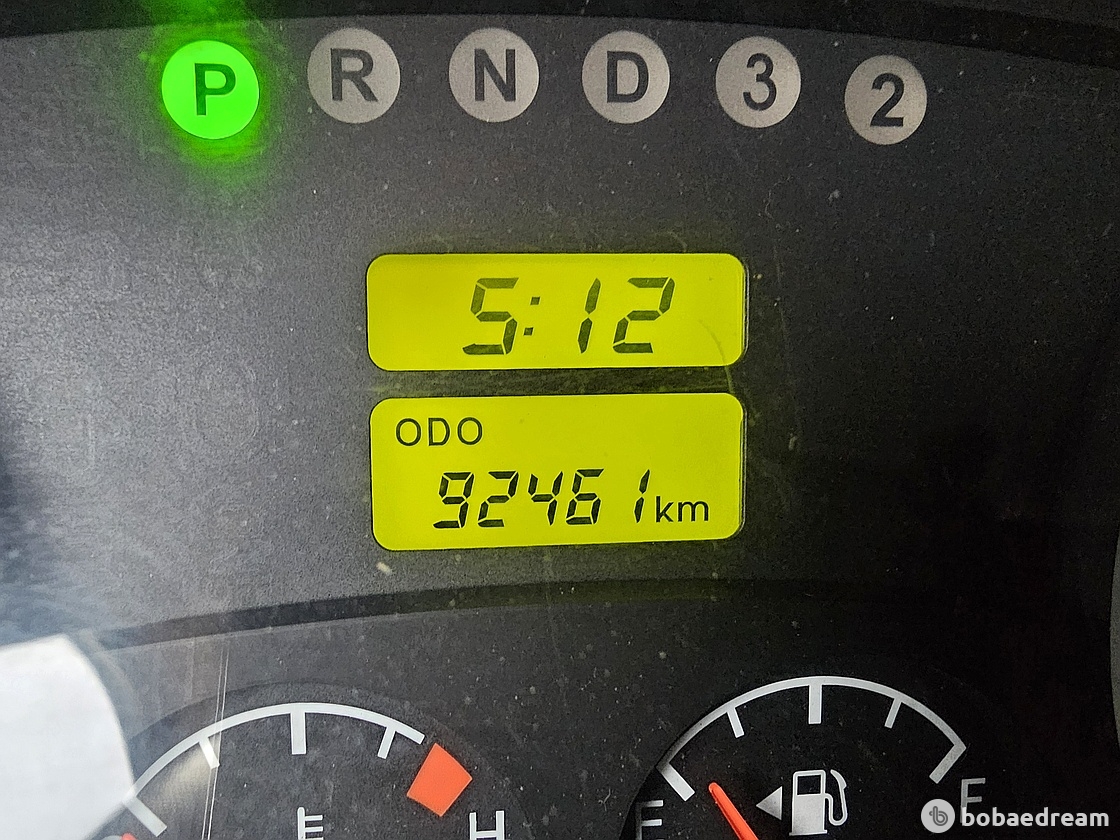 P R N D 3 2
5:12
ODO
92461 km
H
E F
bobaedream